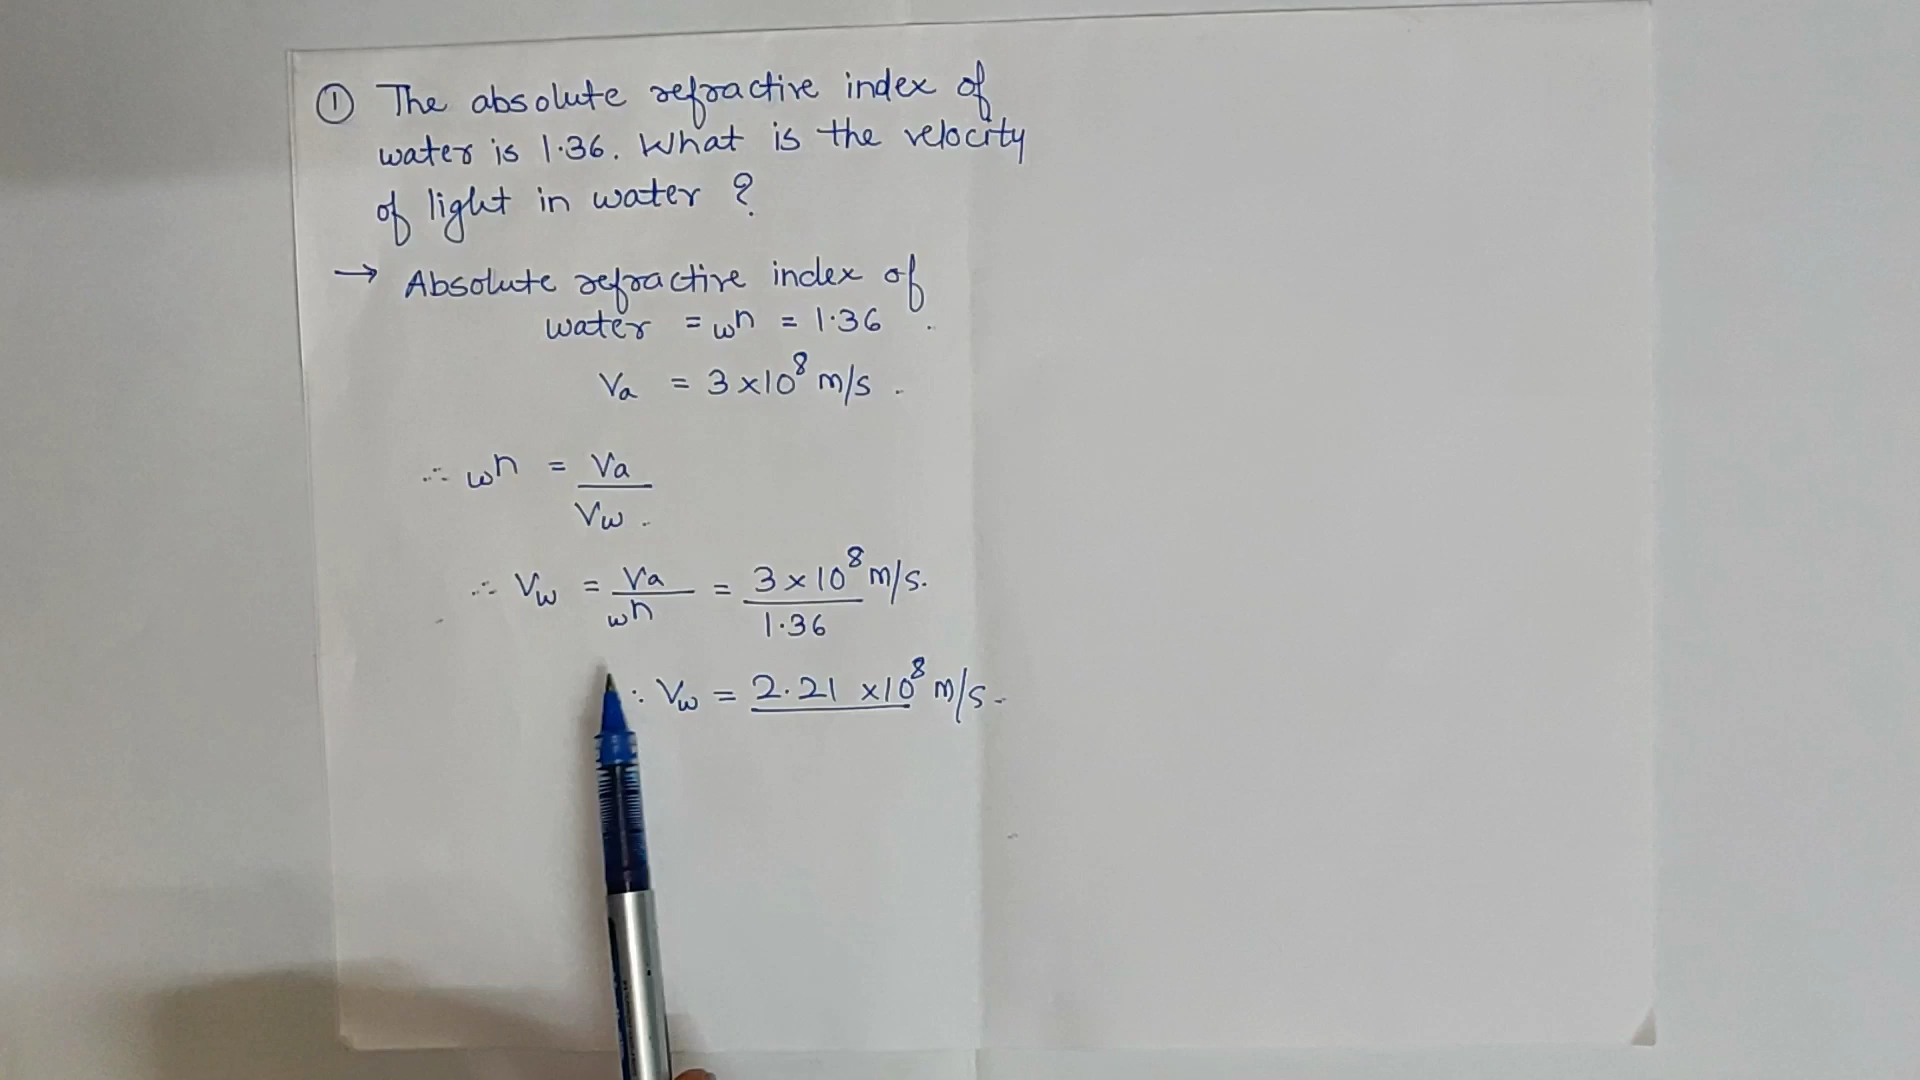 ① The absolute refractive index of
water is 1.36. What is the velocity
of light in water ?
→ Absolute refractive index of
water = wn = 1.36 .
Va = 3 × 10⁸ m/s .
∴ wn = Va / Vw .
∴ Vw = Va / wn = 3 × 10⁸ m/s. / 1.36
∴ Vw = 2.21 × 10⁸ m/s.